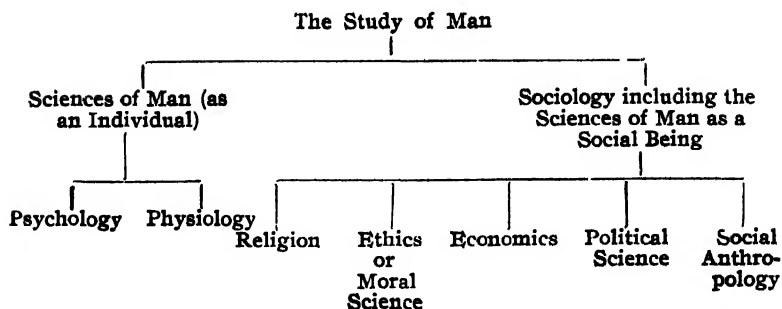 The Study of Man
Sciences of Man (as
an Individual)
Sociology including the
Sciences of Man as a
Social Being
Psychology
Physiology
Religion
Ethics
or
Moral
Science
Economics
Political
Science
Social
Anthro-
pology